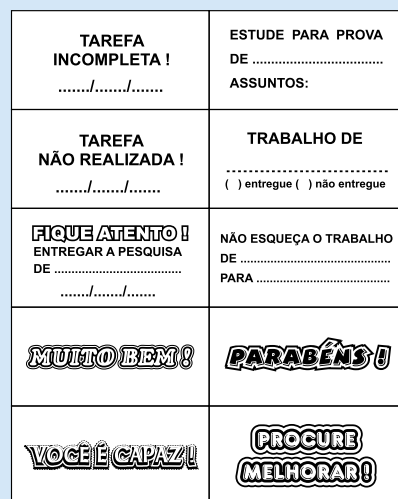 TAREFA
INCOMPLETA !
......./......./.......
ESTUDE PARA PROVA
DE ..................................
ASSUNTOS:
TAREFA
NÃO REALIZADA !
......./......./.......
TRABALHO DE
----------------------------
( ) entregue ( ) não entregue
FIQUE ATENTO !
ENTREGAR A PESQUISA
DE .....................................
......./......./.......
NÃO ESQUEÇA O TRABALHO
DE ............................................
PARA .......................................
MUITO BEM !
PARABÉNS !
VOCÊ É CAPAZ !
PROCURE
MELHORAR !